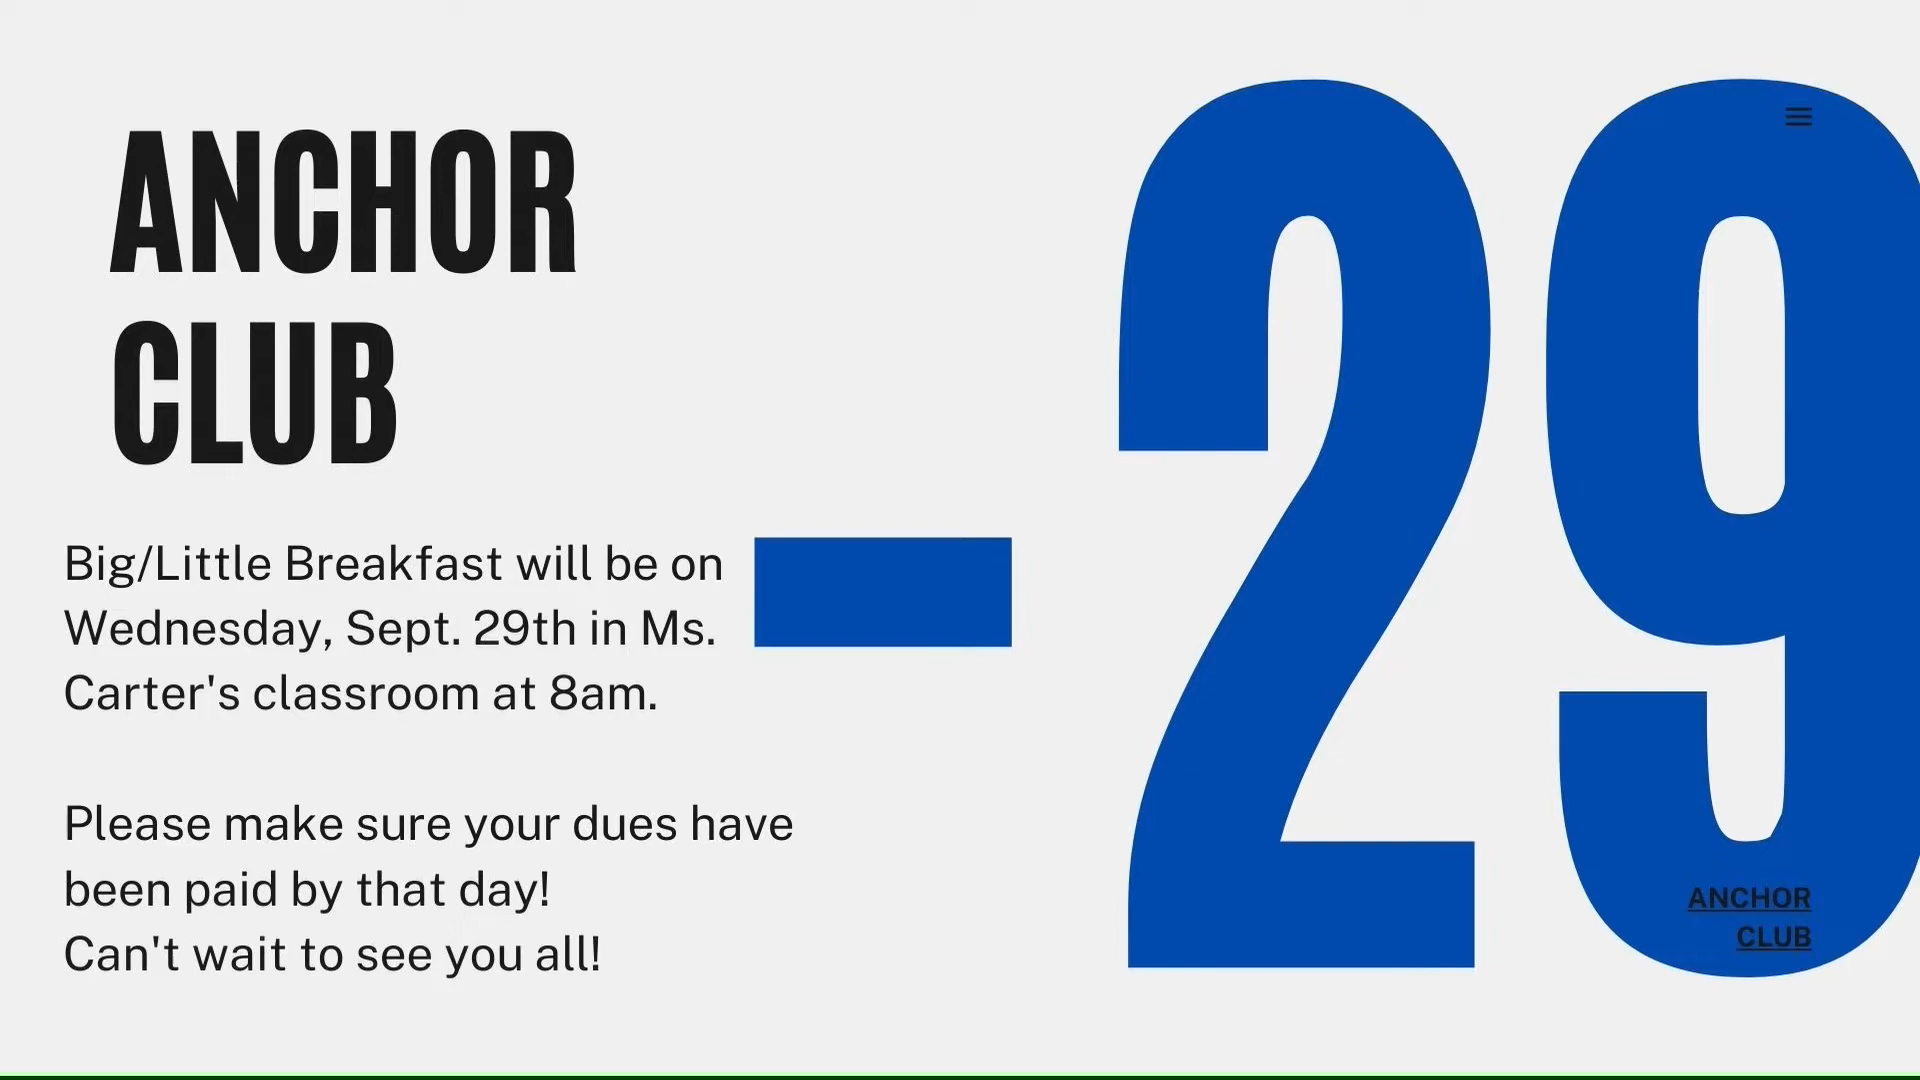 ANCHOR
CLUB
Big/Little Breakfast will be on
Wednesday, Sept. 29th in Ms.
Carter's classroom at 8am.
Please make sure your dues have
been paid by that day!
Can't wait to see you all!
-29
ANCHOR
CLUB